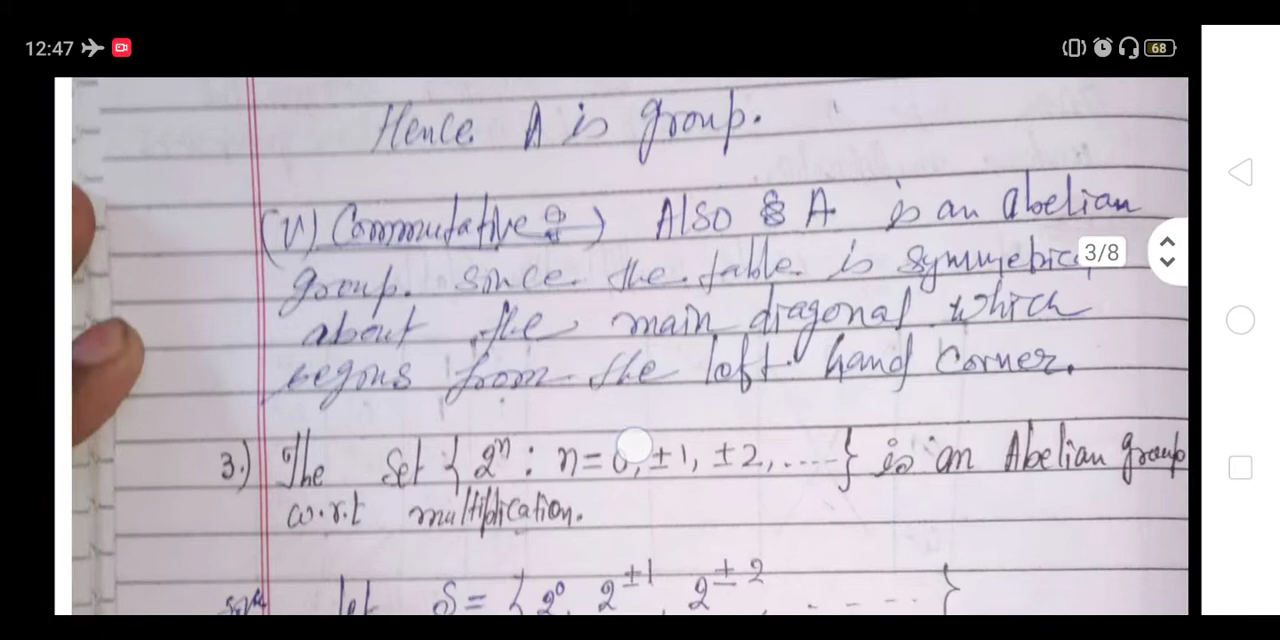 12:47
68
Hence A is group.
(V) Commutative :→ Also A is an abelian
3/8
group. since the table is symmetrical
about the main diagonal which
begons from the left hand corner.
3.) The Set { 2ⁿ : n = 0, ±1, ±2, .... } is an Abelian group
w.r.t multiplication.
let S = { 2⁰, 2^±1, 2^±2, . - - ... }